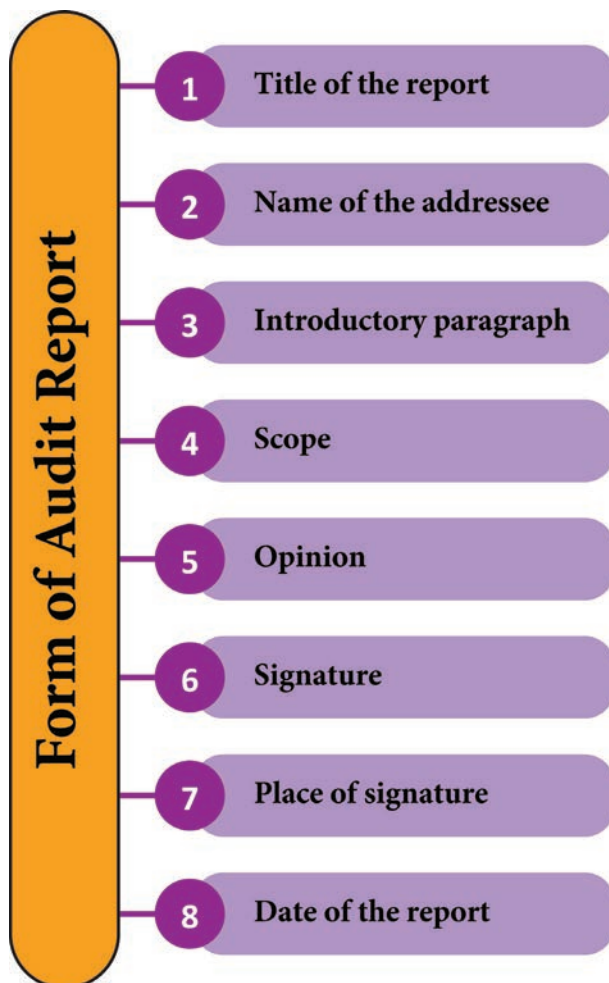 Form of Audit Report
1 Title of the report
2 Name of the addressee
3 Introductory paragraph
4 Scope
5 Opinion
6 Signature
7 Place of signature
8 Date of the report